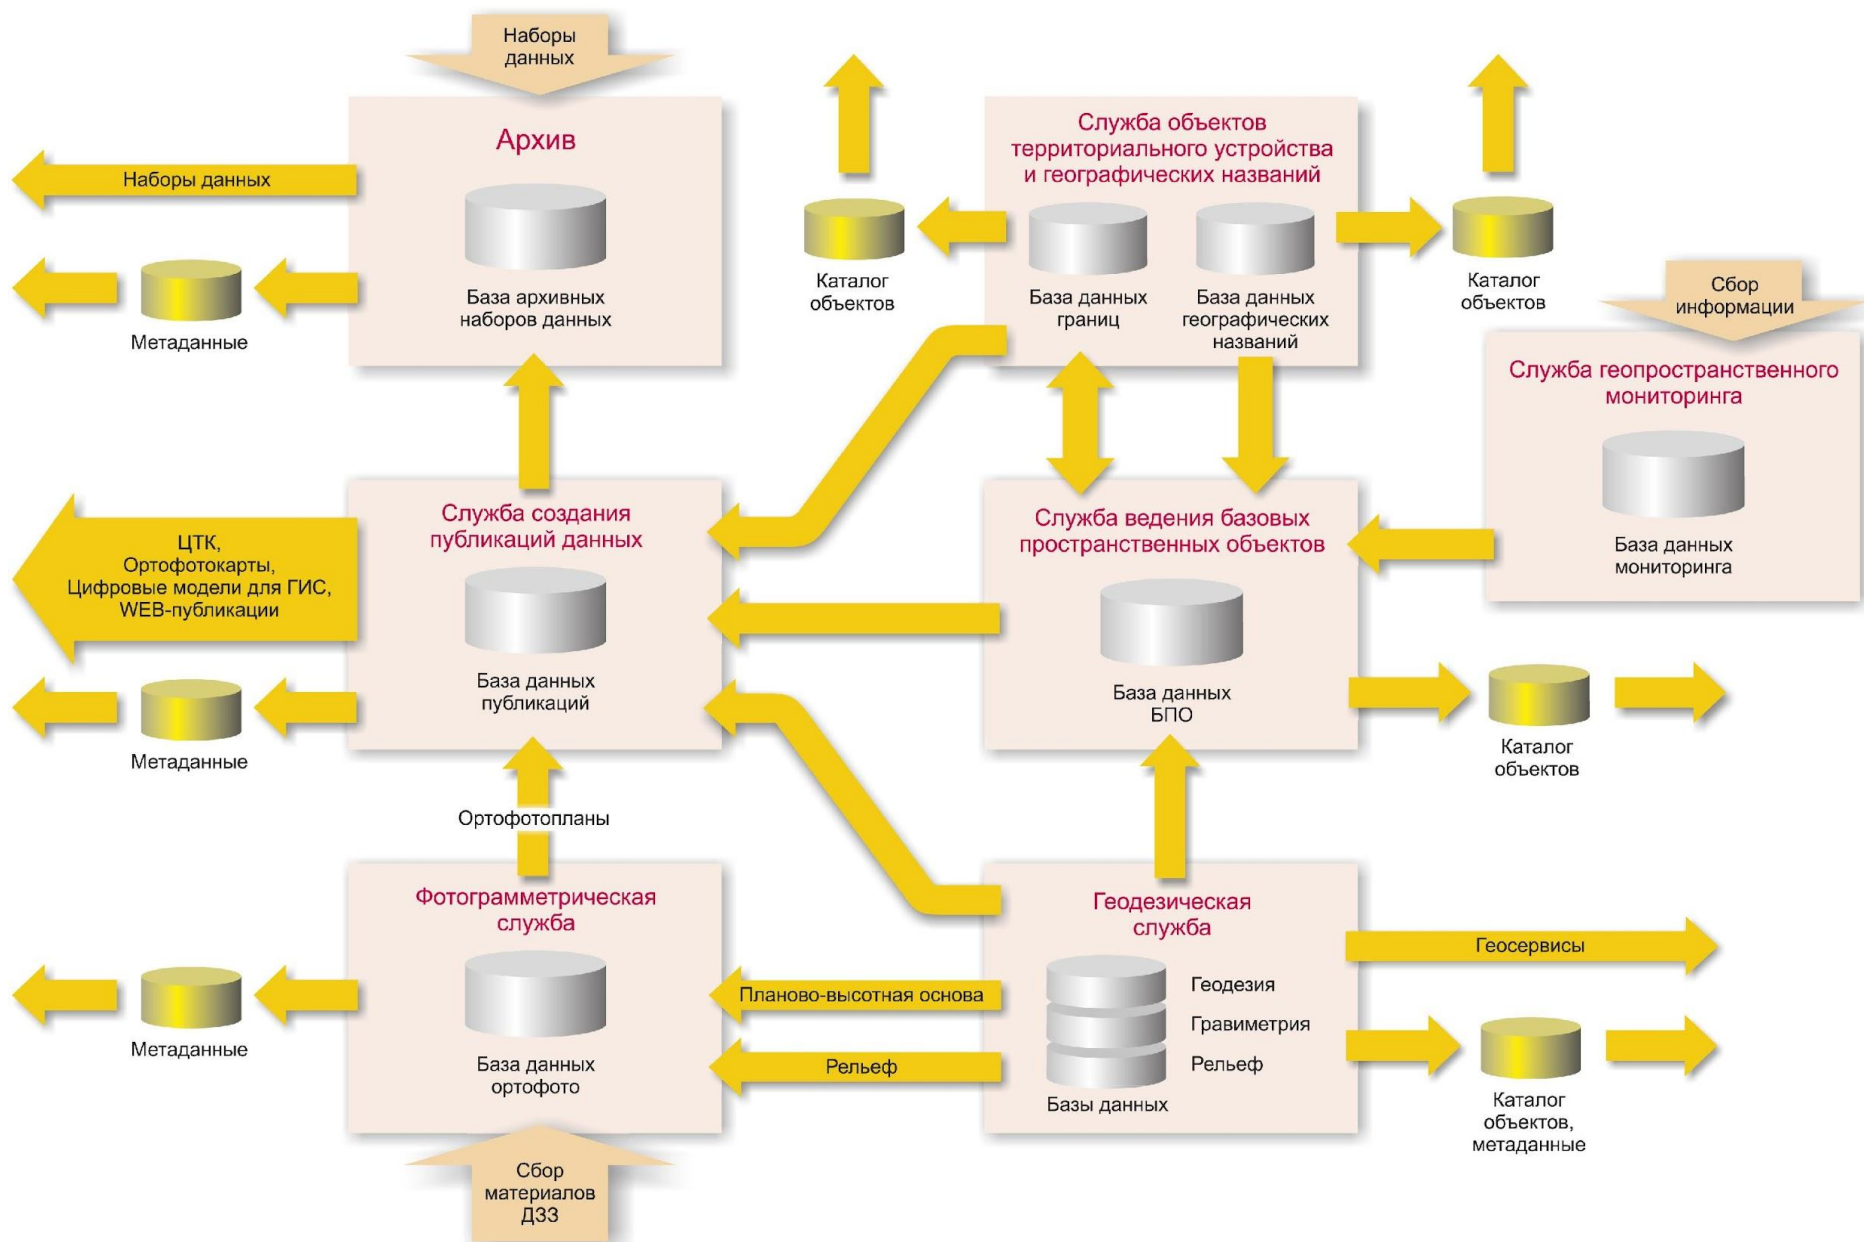 Наборы
данных
Архив
База архивных
наборов данных
Наборы данных
Метаданные
Каталог
объектов
Служба объектов
территориального устройства
и географических названий
База данных
границ
База данных
географических
названий
Каталог
объектов
Сбор
информации
Служба геопространственного
мониторинга
База данных
мониторинга
Служба создания
публикаций данных
База данных
публикаций
ЦТК,
Ортофотокарты,
Цифровые модели для ГИС,
WEB-публикации
Метаданные
Служба ведения базовых
пространственных объектов
База данных
БПО
Каталог
объектов
Ортофотопланы
Фотограмметрическая
служба
База данных
ортофото
Метаданные
Планово-высотная основа
Рельеф
Геодезическая
служба
Геодезия
Гравиметрия
Рельеф
Базы данных
Геосервисы
Каталог
объектов,
метаданные
Сбор
материалов
ДЗЗ